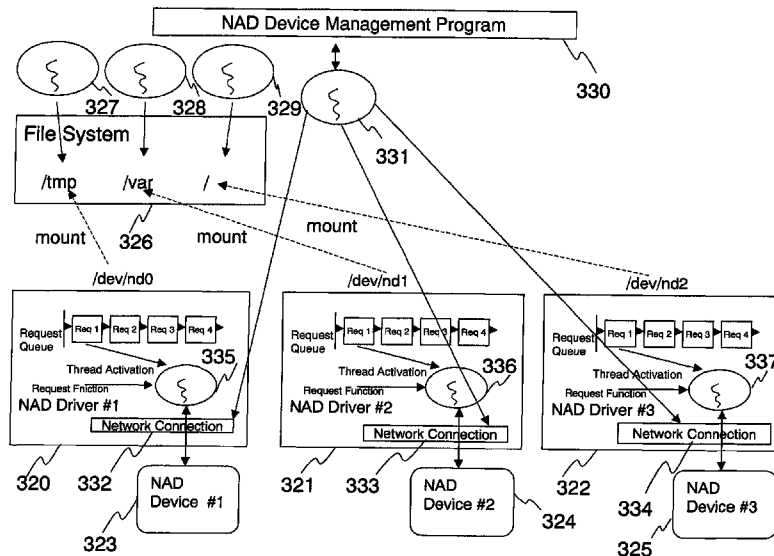 NAD Device Management Program
330
327
328
329
331
File System
/tmp
/var
/
326
mount
mount
mount
/dev/nd0
/dev/nd1
/dev/nd2
Request
Queue
Req 1
Req 2
Req 3
Req 4
Thread Activation
335
Request Fniction
NAD Driver #1
Network Connection
320
332
NAD
Device #1
323
Request
Queue
Req 1
Req 2
Req 3
Req 4
Thread Activation
336
Request Function
NAD Driver #2
Network Connection
321
333
NAD
Device #2
324
Request
Queue
Req 1
Req 2
Req 3
Req 4
Thread Activation
337
Request Function
NAD Driver #3
Network Connection
322
334
NAD
Device #3
325